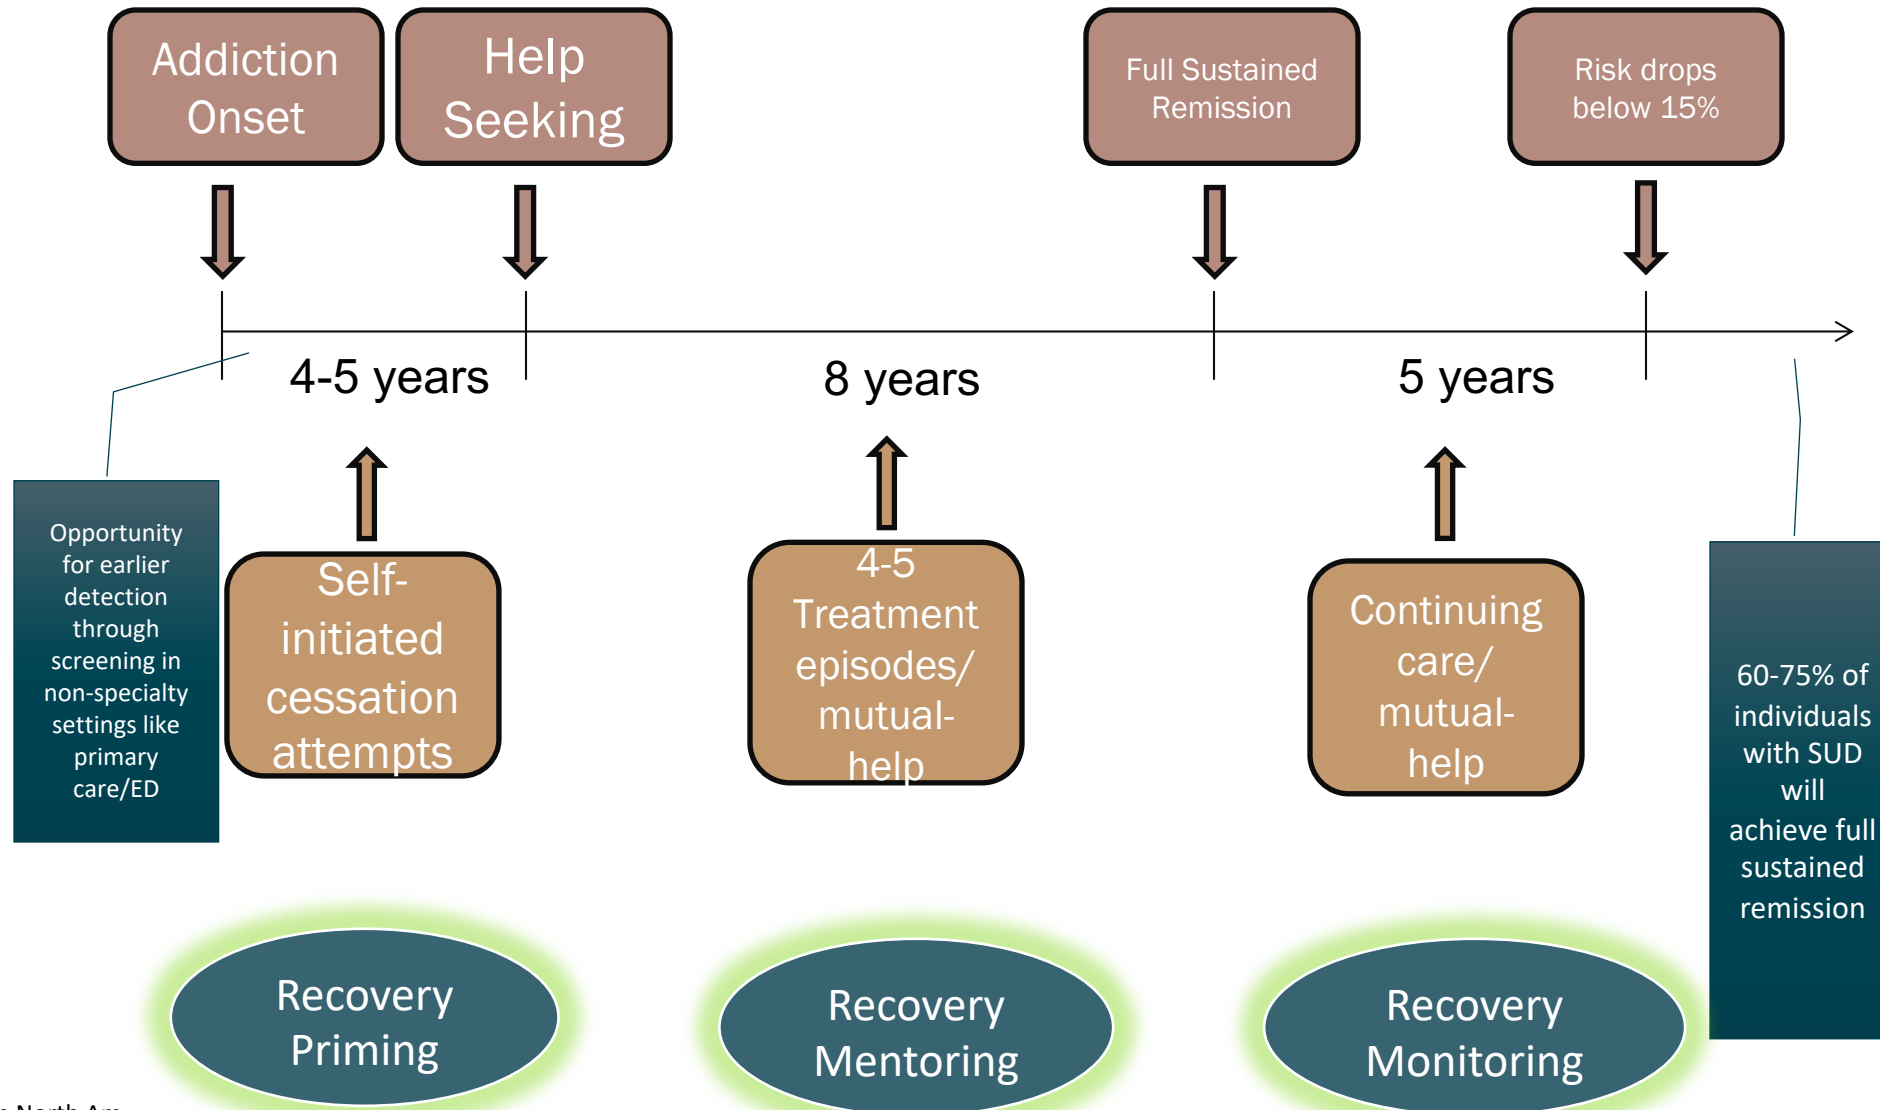 Addiction
Onset
Help
Seeking
Full Sustained
Remission
Risk drops
below 15%
4-5 years
8 years
5 years
Opportunity
for earlier
detection
through
screening in
non-specialty
settings like
primary
care/ED
Self-
initiated
cessation
attempts
4-5
Treatment
episodes/
mutual-
help
Continuing
care/
mutual-
help
60-75% of
individuals
with SUD
will
achieve full
sustained
remission
Recovery
Priming
Recovery
Mentoring
Recovery
Monitoring
North Am